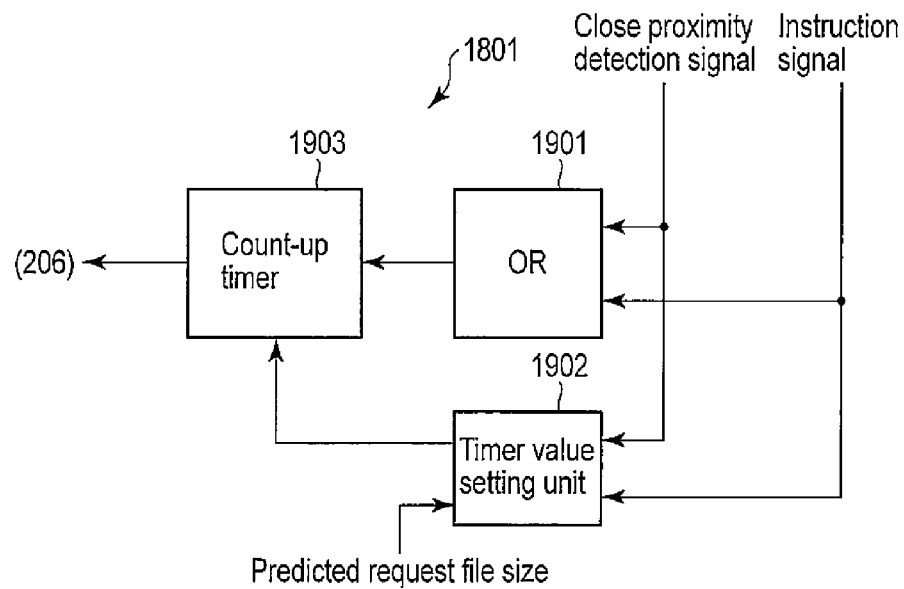 Close proximity
detection signal
Instruction
signal
1801
1903
1901
Count-up
timer
OR
(206)
1902
Timer value
setting unit
Predicted request file size